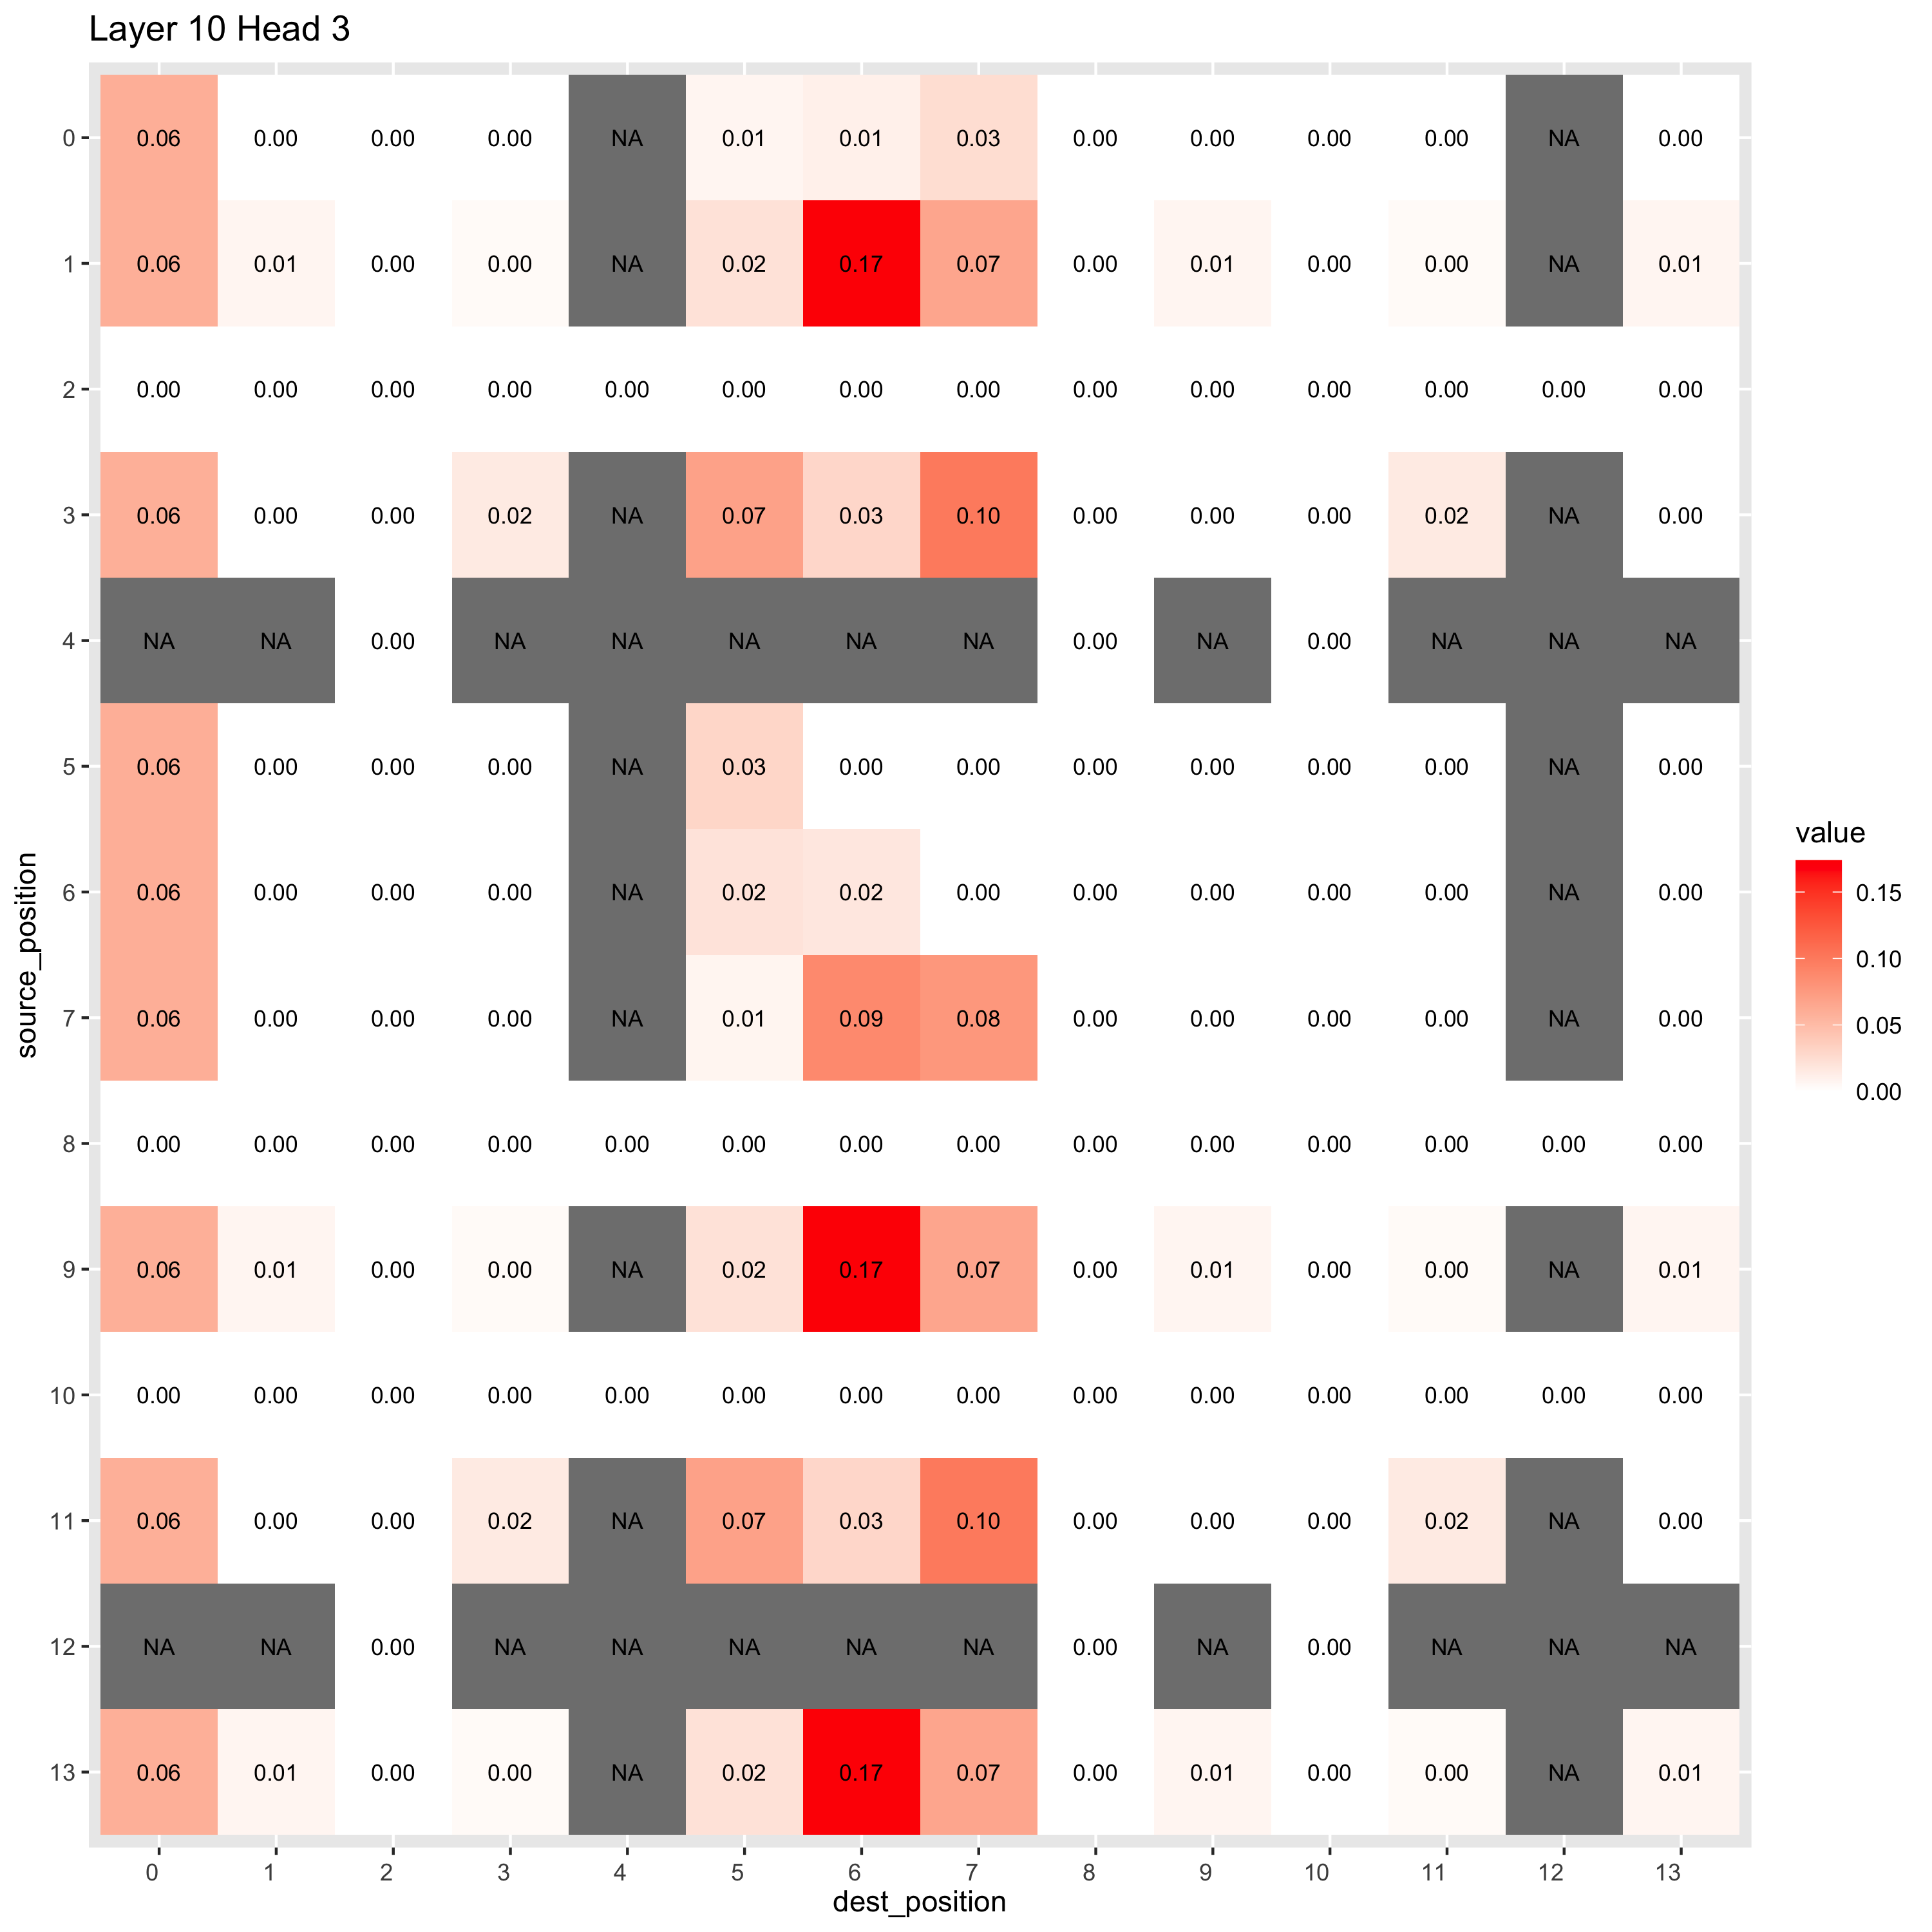 Layer 10 Head 3
0 0.06 0.00 0.00 0.00 NA 0.01 0.01 0.03 0.00 0.00 0.00 0.00 NA 0.00
1 0.06 0.01 0.00 0.00 NA 0.02 0.17 0.07 0.00 0.01 0.00 0.00 NA 0.01
2 0.00 0.00 0.00 0.00 0.00 0.00 0.00 0.00 0.00 0.00 0.00 0.00 0.00 0.00
3 0.06 0.00 0.00 0.02 NA 0.07 0.03 0.10 0.00 0.00 0.00 0.02 NA 0.00
4 NA NA 0.00 NA NA NA NA NA 0.00 NA 0.00 NA NA NA
5 0.06 0.00 0.00 0.00 NA 0.03 0.00 0.00 0.00 0.00 0.00 0.00 NA 0.00
6 0.06 0.00 0.00 0.00 NA 0.02 0.02 0.00 0.00 0.00 0.00 0.00 NA 0.00
7 0.06 0.00 0.00 0.00 NA 0.01 0.09 0.08 0.00 0.00 0.00 0.00 NA 0.00
8 0.00 0.00 0.00 0.00 0.00 0.00 0.00 0.00 0.00 0.00 0.00 0.00 0.00 0.00
9 0.06 0.01 0.00 0.00 NA 0.02 0.17 0.07 0.00 0.01 0.00 0.00 NA 0.01
10 0.00 0.00 0.00 0.00 0.00 0.00 0.00 0.00 0.00 0.00 0.00 0.00 0.00 0.00
11 0.06 0.00 0.00 0.02 NA 0.07 0.03 0.10 0.00 0.00 0.00 0.02 NA 0.00
12 NA NA 0.00 NA NA NA NA NA 0.00 NA 0.00 NA NA NA
13 0.06 0.01 0.00 0.00 NA 0.02 0.17 0.07 0.00 0.01 0.00 0.00 NA 0.01
0 1 2 3 4 5 6 7 8 9 10 11 12 13
dest_position
source_position
value
0.15
0.10
0.05
0.00